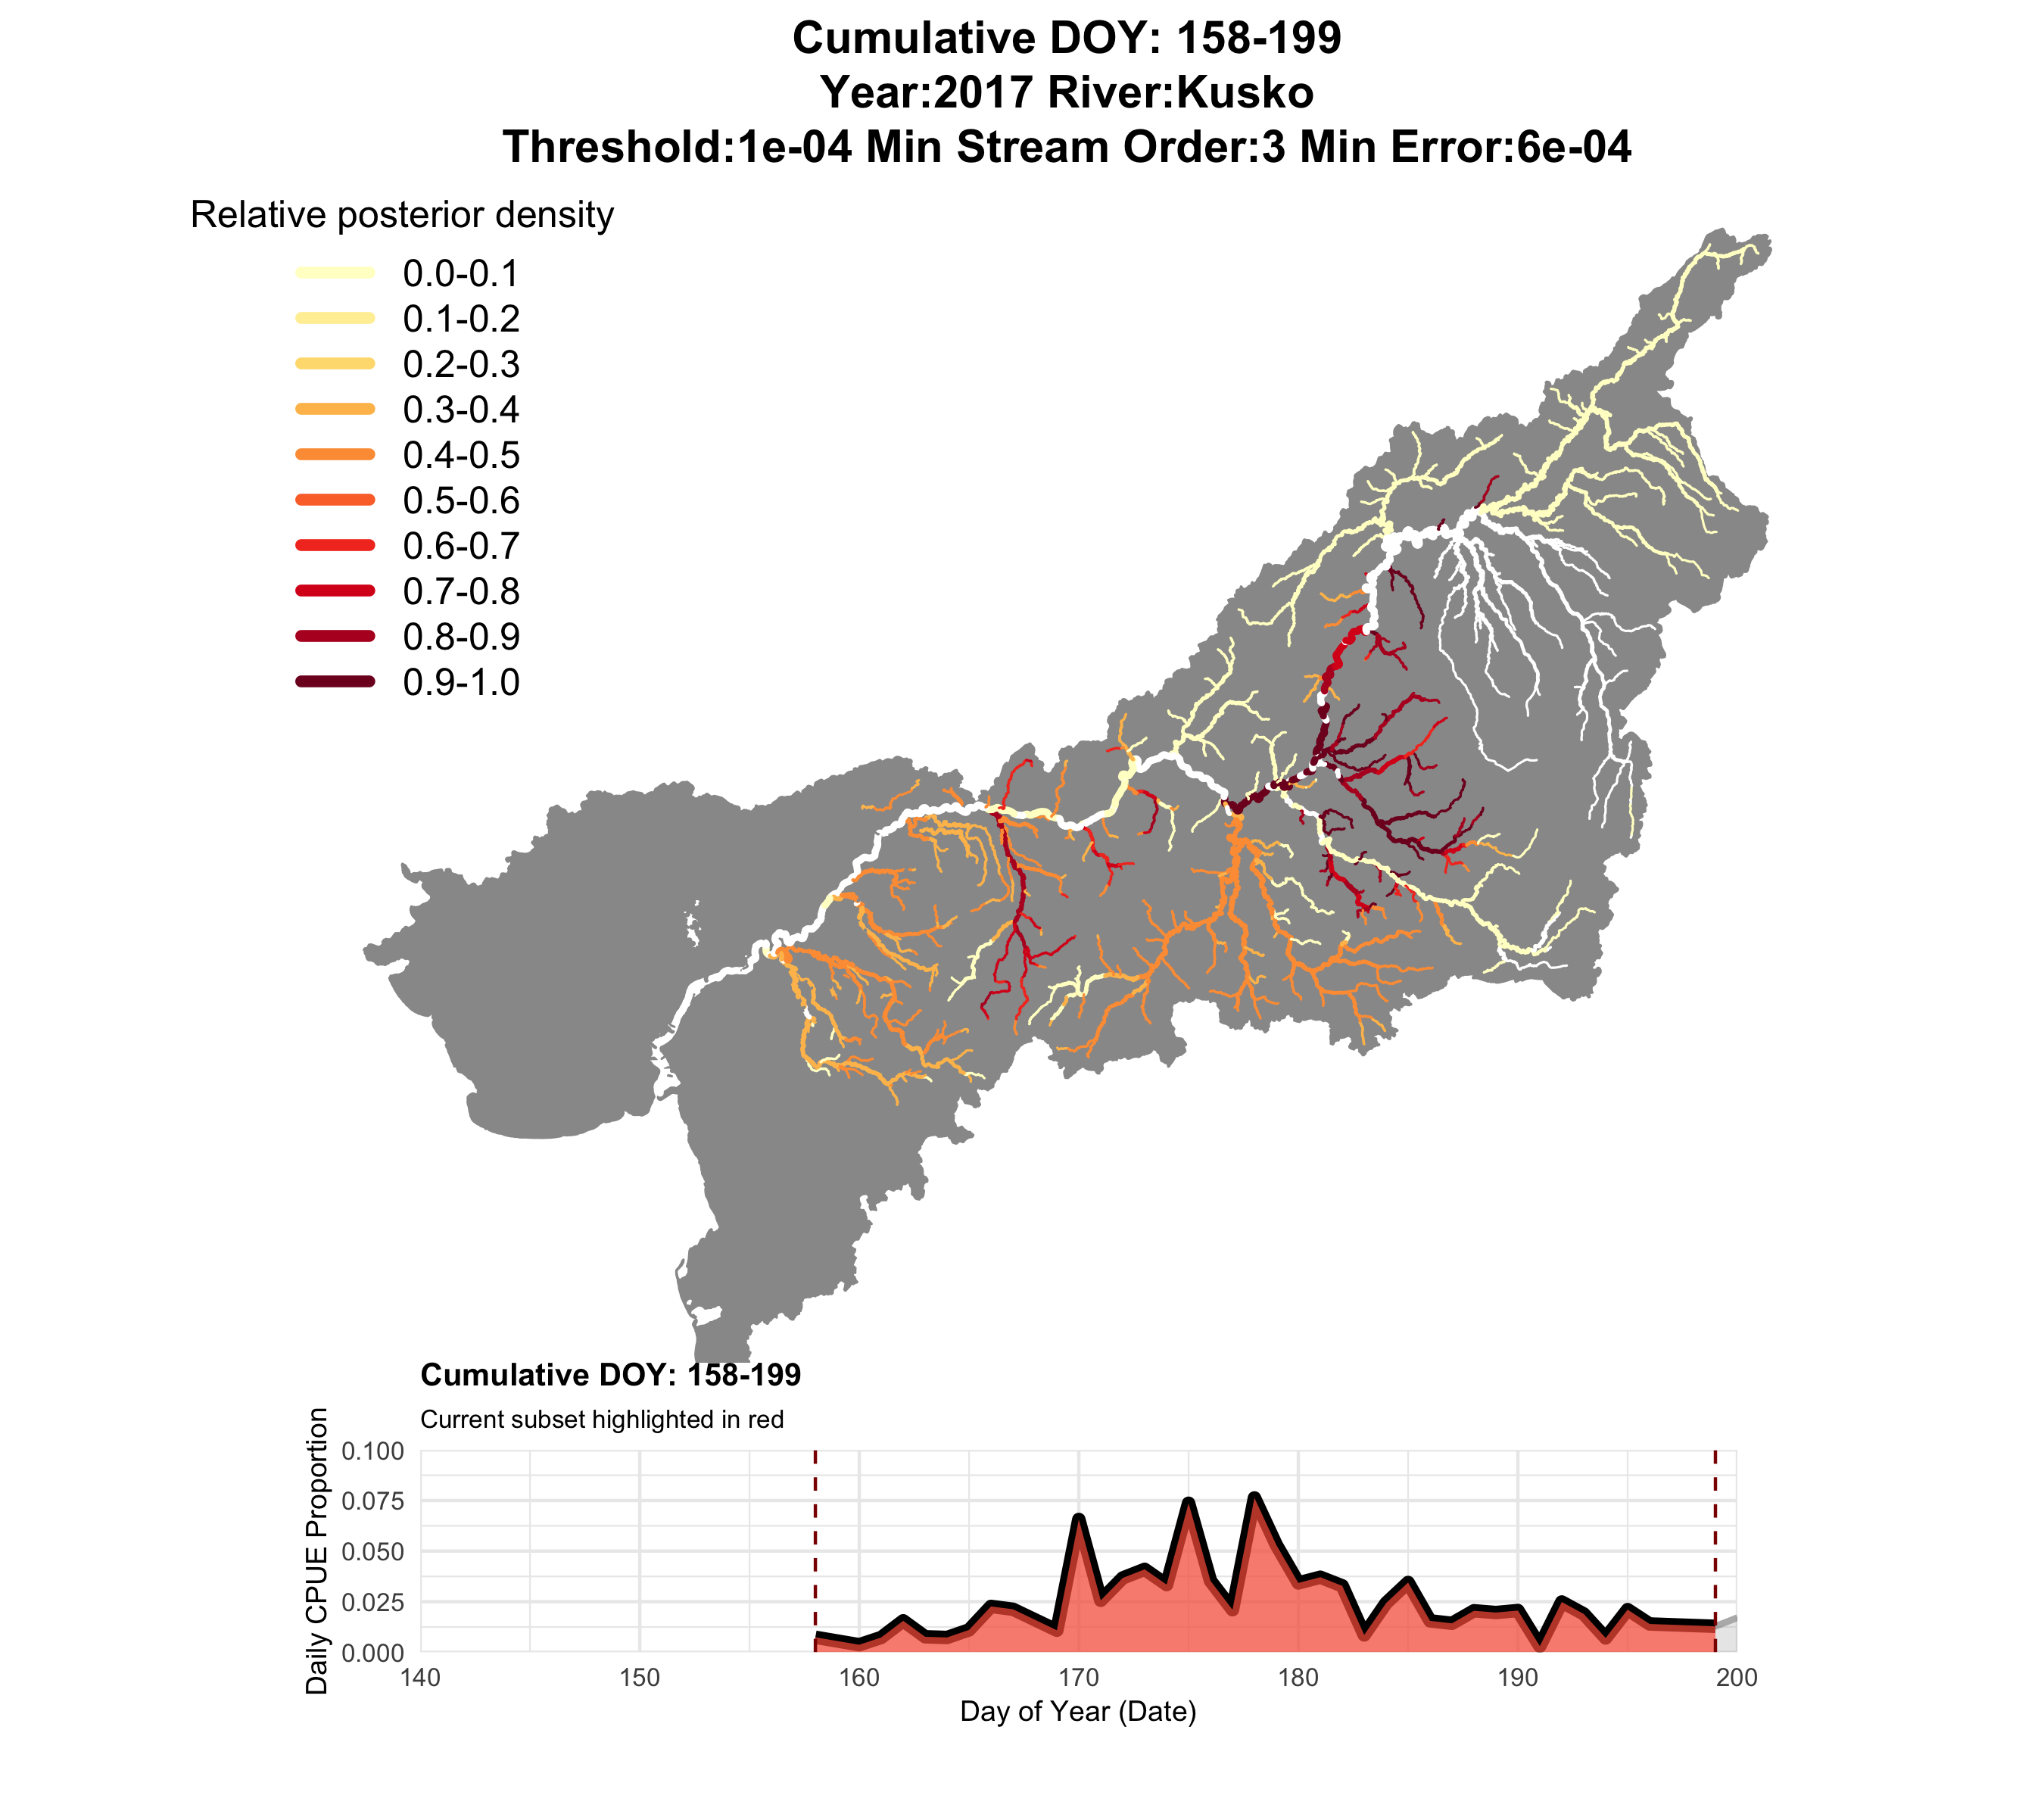 Cumulative DOY: 158-199
Year:2017 River:Kusko
Threshold:1e-04 Min Stream Order:3 Min Error:6e-04
Relative posterior density
0.0-0.1
0.1-0.2
0.2-0.3
0.3-0.4
0.4-0.5
0.5-0.6
0.6-0.7
0.7-0.8
0.8-0.9
0.9-1.0
Cumulative DOY: 158-199
Current subset highlighted in red
Daily CPUE Proportion
0.100
0.075
0.050
0.025
0.000
140 150 160 170 180 190 200
Day of Year (Date)